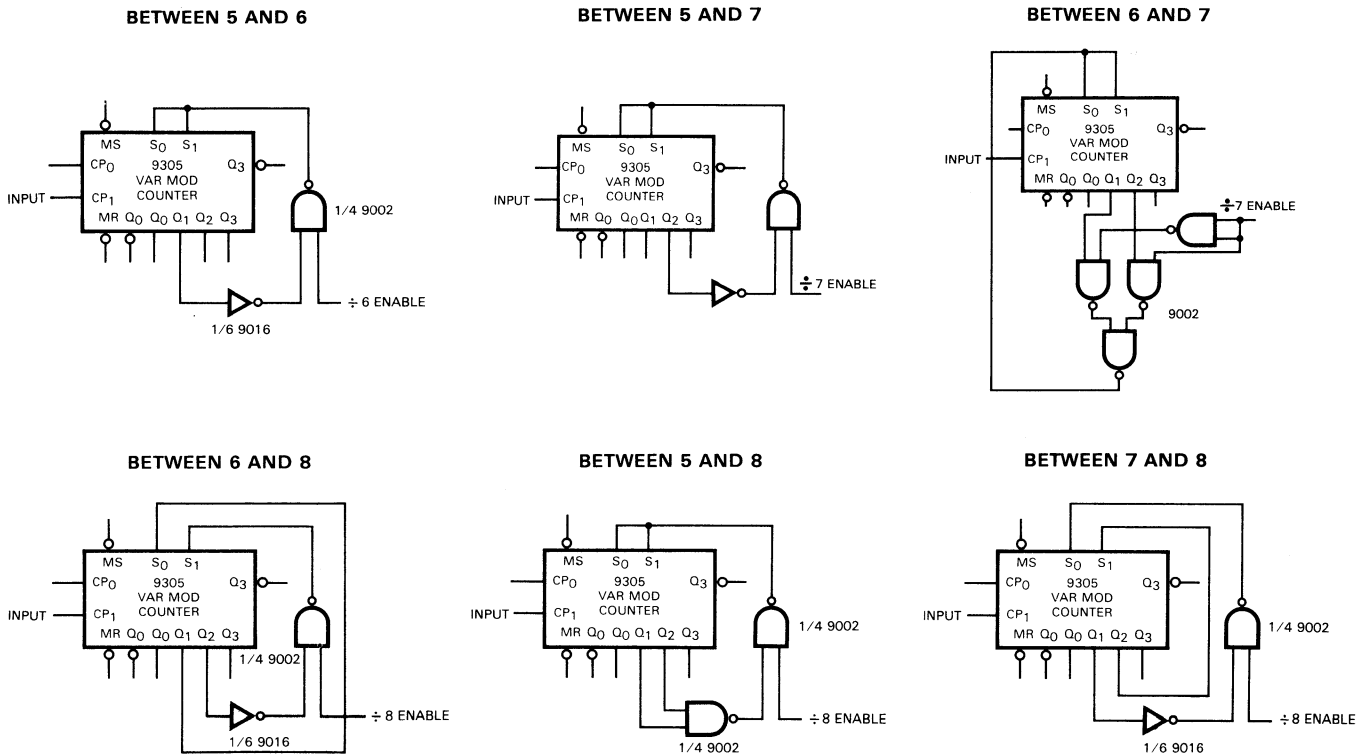 BETWEEN 5 AND 6
MS S0 S1
CP0 9305 Q3
VAR MOD
INPUT CP1 COUNTER
MR Q0 Q0 Q1 Q2 Q3
1/4 9002
÷ 6 ENABLE
1/6 9016
BETWEEN 5 AND 7
MS S0 S1
CP0 9305 Q3
VAR MOD
INPUT CP1 COUNTER
MR Q0 Q0 Q1 Q2 Q3
÷ 7 ENABLE
BETWEEN 6 AND 7
MS S0 S1
CP0 9305 Q3
VAR MOD
INPUT CP1 COUNTER
MR Q0 Q0 Q1 Q2 Q3
÷7 ENABLE
9002
BETWEEN 6 AND 8
MS S0 S1
CP0 9305 Q3
VAR MOD
INPUT CP1 COUNTER
MR Q0 Q0 Q1 Q2 Q3
1/4 9002
÷ 8 ENABLE
1/6 9016
BETWEEN 5 AND 8
MS S0 S1
CP0 9305 Q3
VAR MOD
INPUT CP1 COUNTER
MR Q0 Q0 Q1 Q2 Q3
1/4 9002
÷8 ENABLE
1/4 9002
BETWEEN 7 AND 8
MS S0 S1
CP0 9305 Q3
VAR MOD
INPUT CP1 COUNTER
MR Q0 Q0 Q1 Q2 Q3
1/4 9002
÷8 ENABLE
1/6 9016